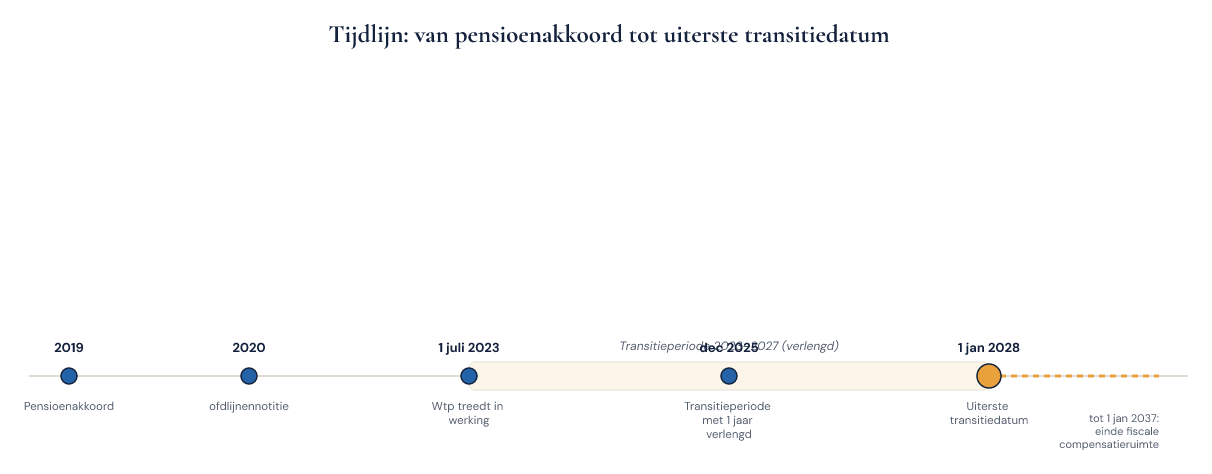 Tijdlijn: van pensioenakkoord tot uiterste transitiedatum
2019
2020
1 juli 2023
Transitieperiode 2023–2027 (verlengd)
dec 2025
1 jan 2028
Pensioenakkoord
ofdlijnennotitie
Wtp treedt in
werking
Transitieperiode
met 1 jaar
verlengd
Uiterste
transitiedatum
tot 1 jan 2037:
einde fiscale
compensatieruimte